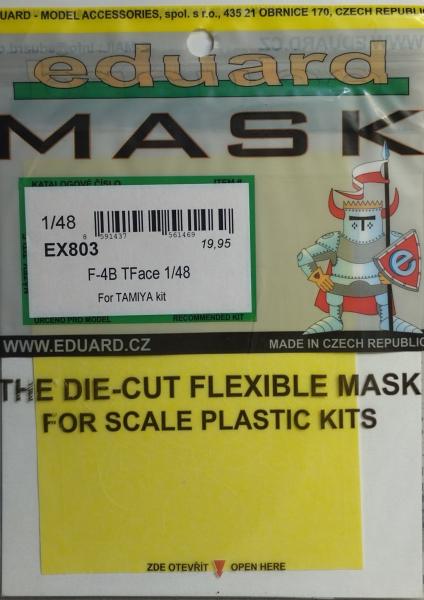 UARD - MODEL ACCESSORIES, spol. s r.o., 435 21 OBRNICE 170, CZECH REPUBLIC
eduard
MASK
KATALOGOVÉ ČÍSLO ITEM #
1/48
8 591437 561469
EX803 19,95
F-4B TFace 1/48
For TAMIYA kit
URČENO PRO MODEL RECOMMENDED KIT
e
WWW.EDUARD.CZ MADE IN CZECH REPUBLIC
THE DIE-CUT FLEXIBLE MASK
FOR SCALE PLASTIC KITS
ZDE OTEVŘÍT OPEN HERE